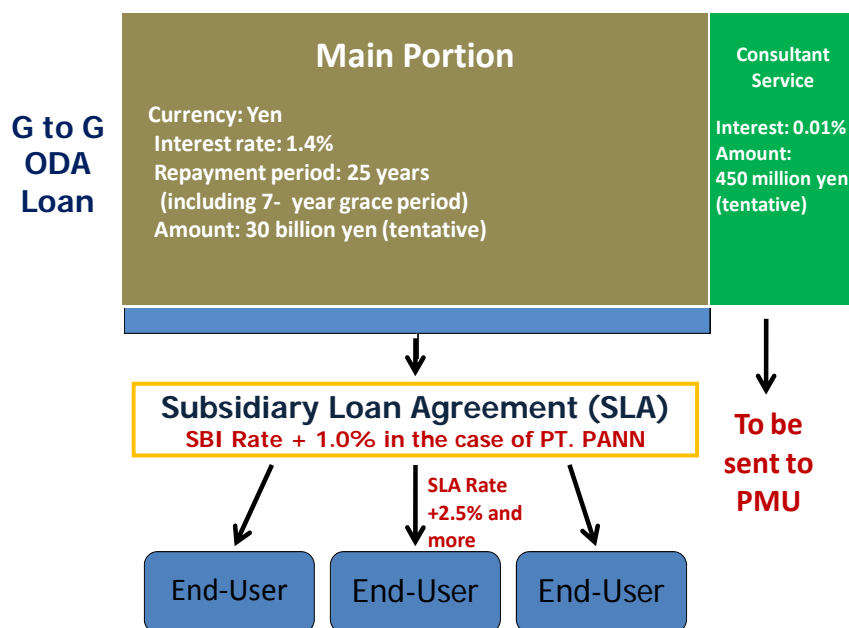 G to G
ODA
Loan
Main Portion
Currency: Yen
Interest rate: 1.4%
Repayment period: 25 years
(including 7- year grace period)
Amount: 30 billion yen (tentative)
Consultant
Service
Interest: 0.01%
Amount:
450 million yen
(tentative)
Subsidiary Loan Agreement (SLA)
SBI Rate + 1.0% in the case of PT. PANN
To be
sent to
PMU
SLA Rate
+2.5% and
more
End-User
End-User
End-User